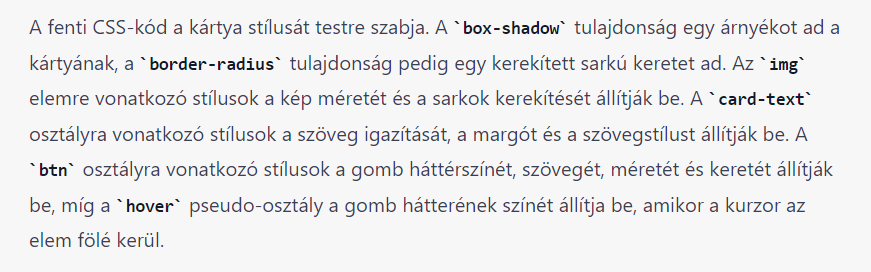 A fenti CSS-kód a kártya stílusát testre szabja. A `box-shadow` tulajdonság egy árnyékot ad a
kártyának, a `border-radius` tulajdonság pedig egy kerekített sarkú keretet ad. Az `img`
elemre vonatkozó stílusok a kép méretét és a sarkok kerekítését állítják be. A `card-text`
osztályra vonatkozó stílusok a szöveg igazítását, a margót és a szövegstílust állítják be. A
`btn` osztályra vonatkozó stílusok a gomb háttérszínét, szövegét, méretét és keretét állítják
be, míg a `hover` pseudo-osztály a gomb hátterének színét állítja be, amikor a kurzor az
elem fölé kerül.